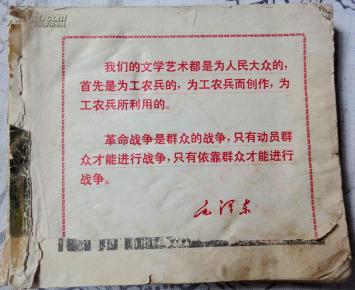 我们的文学艺术都是为人民大众的，
首先是为工农兵的，为工农兵而创作，为
工农兵所利用的。
革命战争是群众的战争，只有动员群
众才能进行战争，只有依靠群众才能进行
战争。
毛泽东